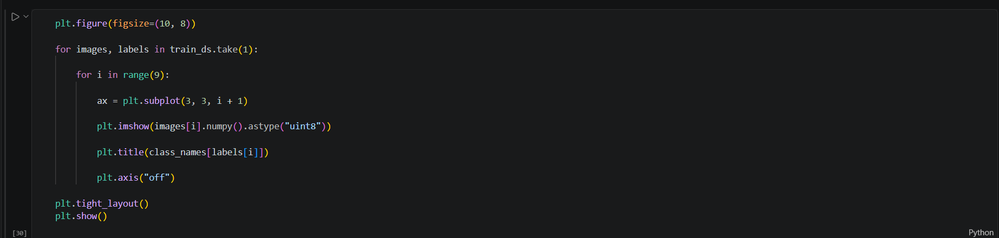 plt.figure(figsize=(10, 8))
for images, labels in train_ds.take(1):
for i in range(9):
ax = plt.subplot(3, 3, i + 1)
plt.imshow(images[i].numpy().astype("uint8"))
plt.title(class_names[labels[i]])
plt.axis("off")
plt.tight_layout()
plt.show()
[30]
Python